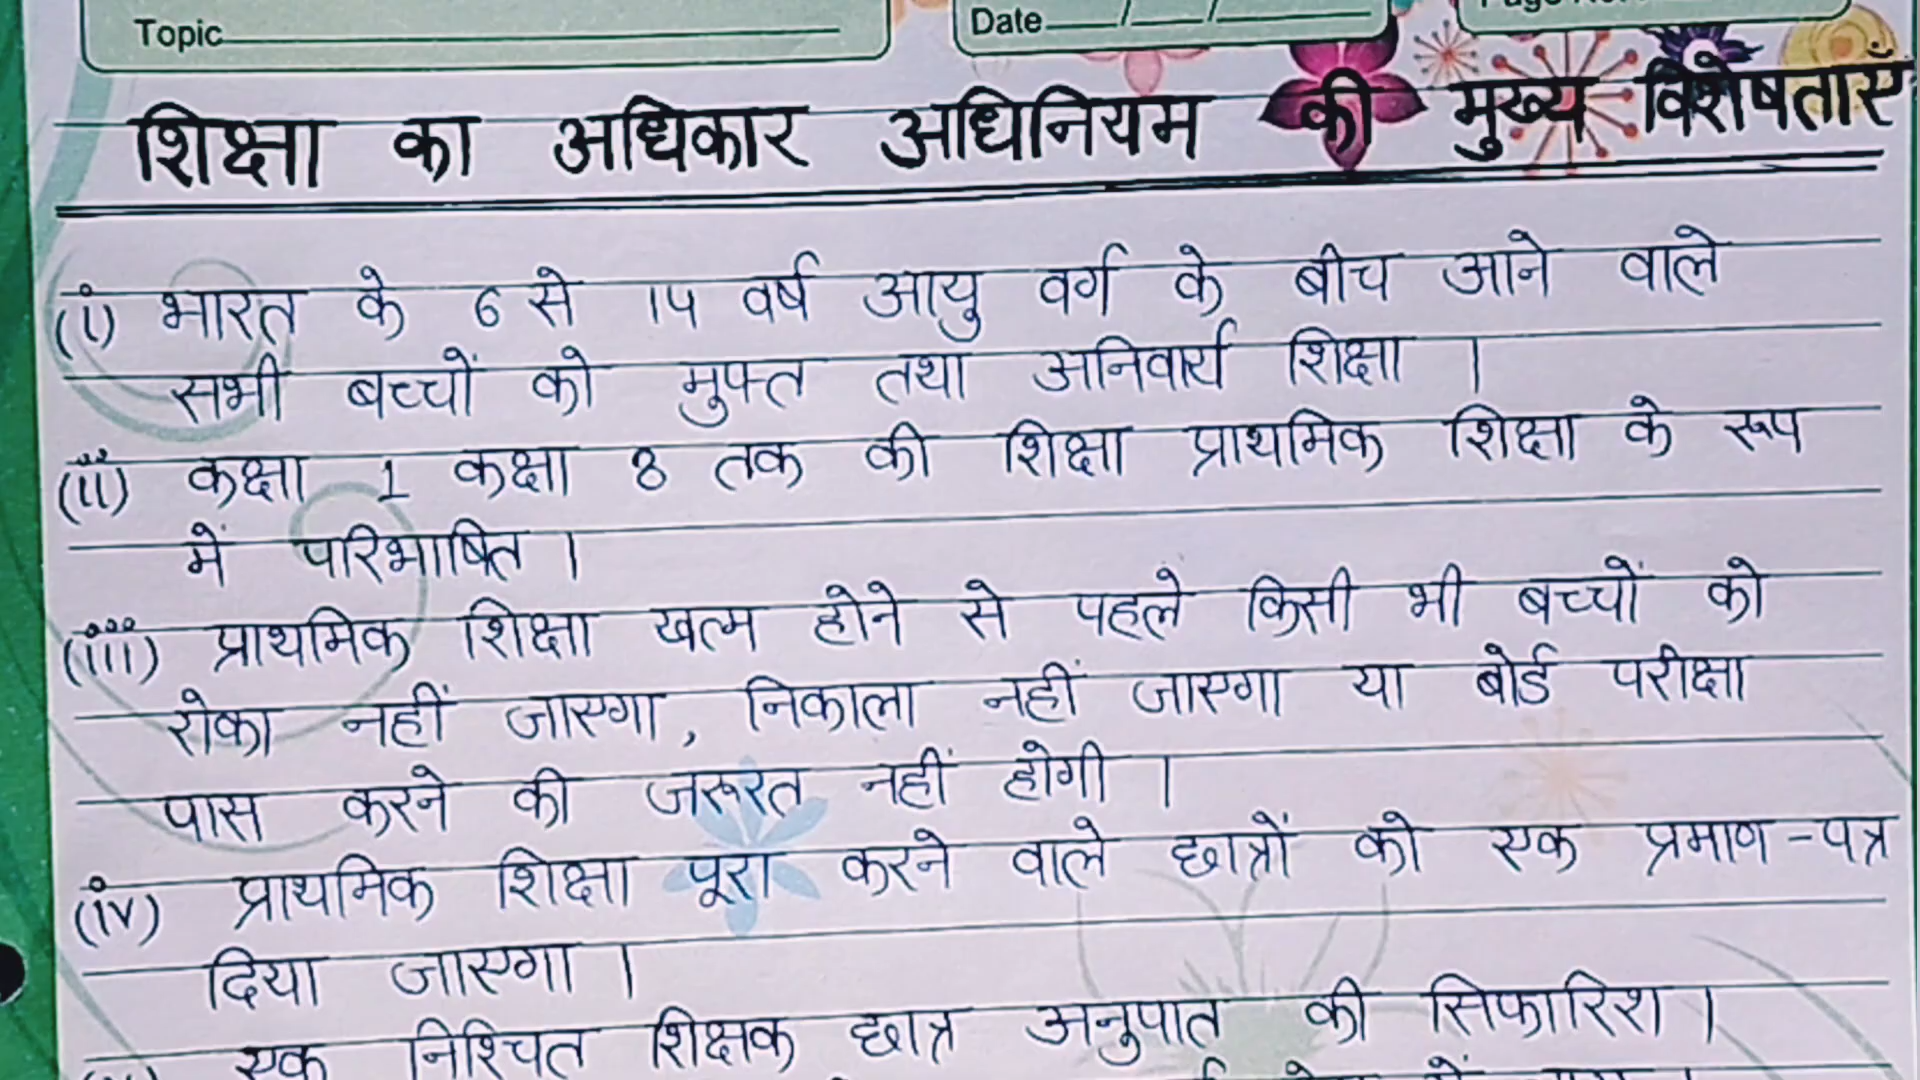 Topic
Date / /
शिक्षा का अधिकार अधिनियम की मुख्य विशेषताएँ
(i) भारत के 6 से 14 वर्ष आयु वर्ग के बीच आने वाले
सभी बच्चों को मुफ्त तथा अनिवार्य शिक्षा ।
(ii) कक्षा 1 कक्षा 8 तक की शिक्षा प्राथमिक शिक्षा के रूप
में परिभाषित ।
(iii) प्राथमिक शिक्षा खत्म होने से पहले किसी भी बच्चों को
रोका नहीं जाएगा, निकाला नहीं जाएगा या बोर्ड परीक्षा
पास करने की जरूरत नहीं होगी ।
(iv) प्राथमिक शिक्षा पूरा करने वाले छात्रों को एक प्रमाण-पत्र
दिया जाएगा ।
एक निश्चित शिक्षक छात्र अनुपात की सिफारिश ।